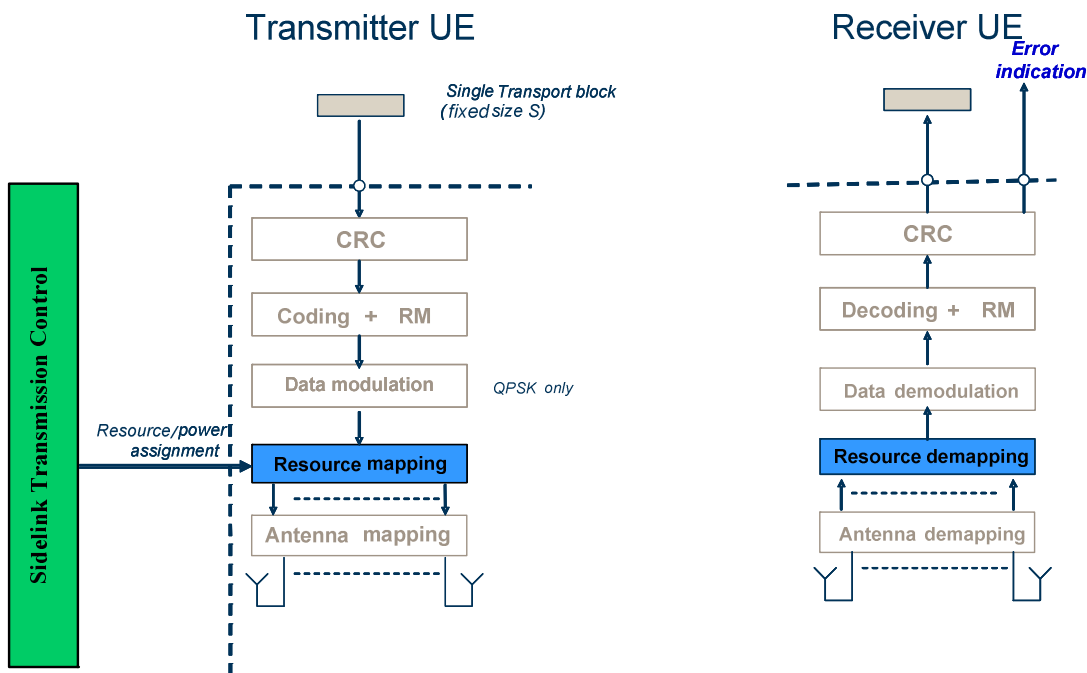 Transmitter UE
Receiver UE
Error
indication
Single Transport block
(fixed size S)
CRC
CRC
Coding + RM
Decoding + RM
Data modulation
QPSK only
Data demodulation
Resource/power
assignment
Resource mapping
Resource demapping
Antenna mapping
Antenna demapping
Sidelink Transmission Control